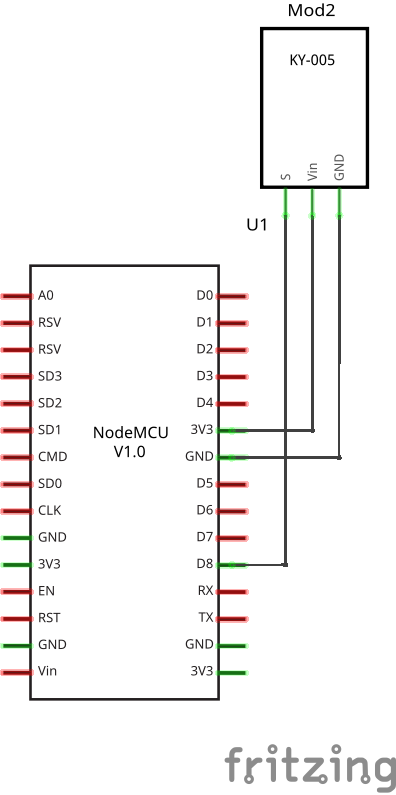 Mod2
KY-005
S
Vin
GND
U1
A0 D0
RSV D1
RSV D2
SD3 D3
SD2 D4
SD1 3V3
NodeMCU
V1.0
CMD GND
SD0 D5
CLK D6
GND D7
3V3 D8
EN RX
RST TX
GND GND
Vin 3V3
fritzing